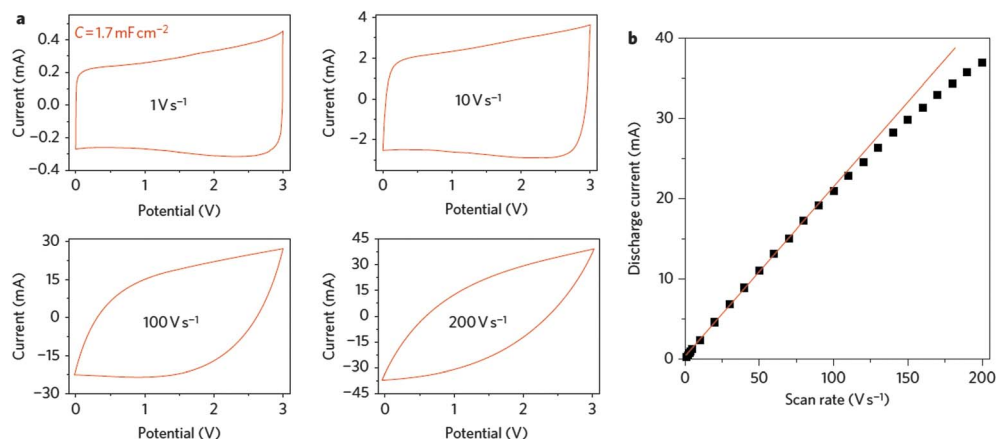 a
C = 1.7 mF cm−2
Current (mA)
0.4
0.2
0.0
−0.2
−0.4
1 V s−1
0 1 2 3
Potential (V)
Current (mA)
4
2
0
−2
10 V s−1
0 1 2 3
Potential (V)
Current (mA)
30
15
0
−15
−30
100 V s−1
0 1 2 3
Potential (V)
Current (mA)
45
30
15
0
−15
−30
−45
200 V s−1
0 1 2 3
Potential (V)
b
Discharge current (mA)
40
30
20
10
0
0 50 100 150 200
Scan rate (V s−1)